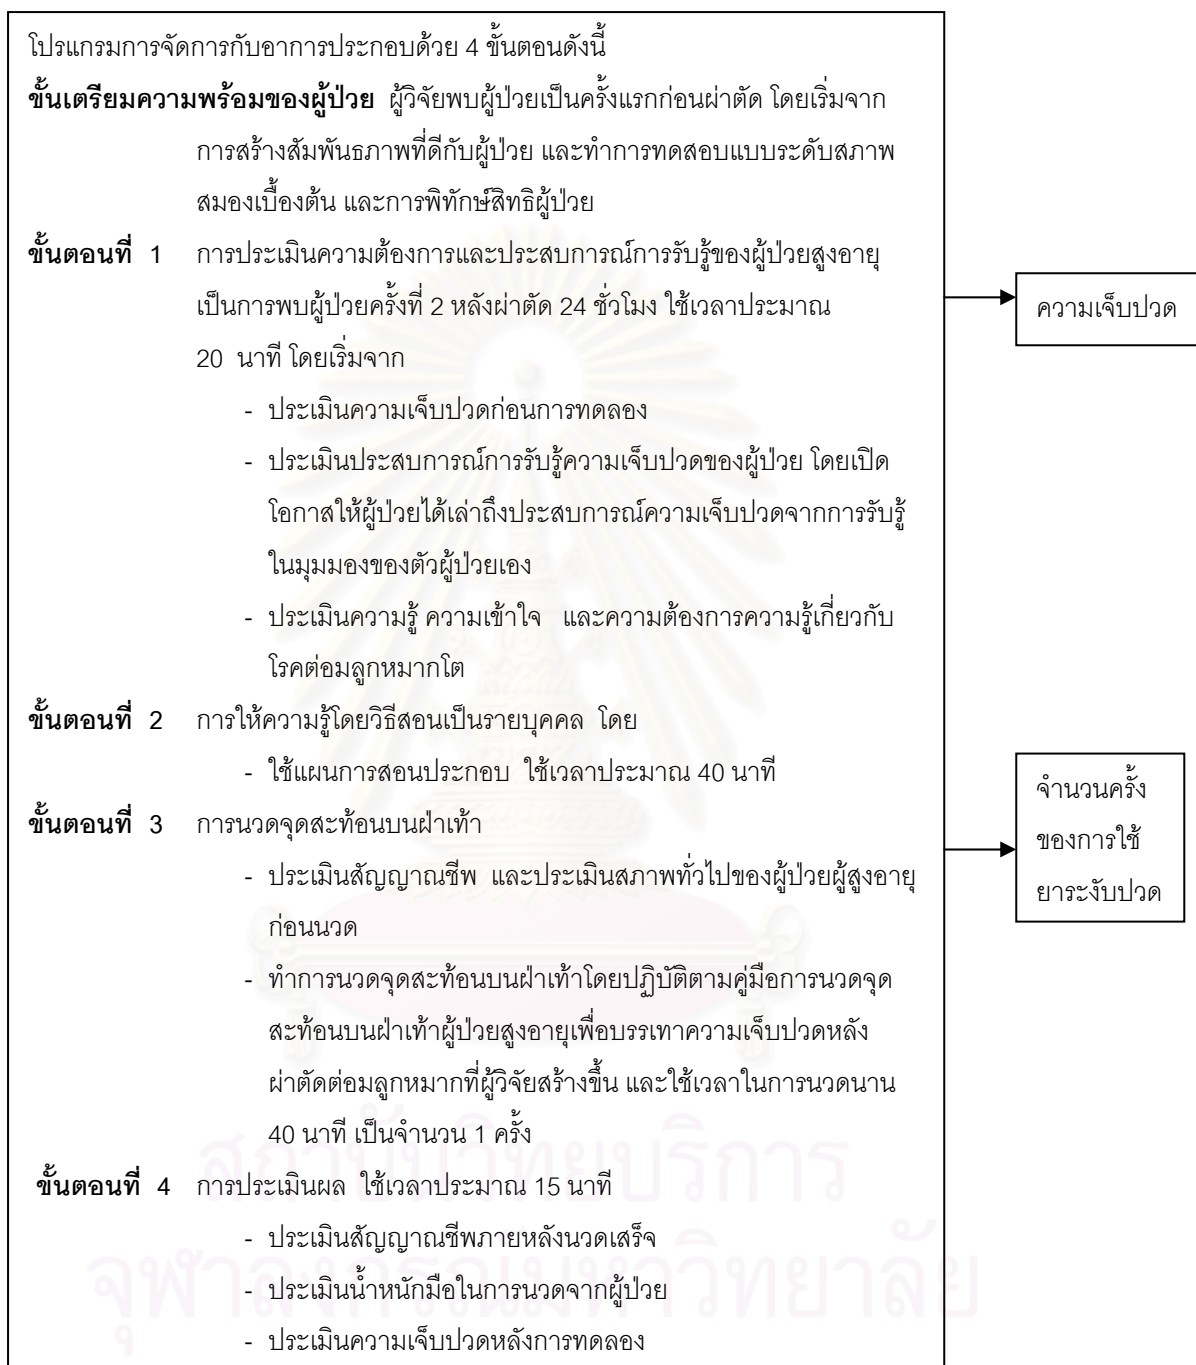 โปรแกรมการจัดการกับอาการประกอบด้วย 4 ขั้นตอนดังนี้
ขั้นเตรียมความพร้อมของผู้ป่วย ผู้วิจัยพบผู้ป่วยเป็นครั้งแรกก่อนผ่าตัด โดยเริ่มจาก
การสร้างสัมพันธภาพที่ดีกับผู้ป่วย และทำการทดสอบแบบระดับสภาพ
สมองเบื้องต้น และการพิทักษ์สิทธิผู้ป่วย
ขั้นตอนที่ 1 การประเมินความต้องการและประสบการณ์การรับรู้ของผู้ป่วยสูงอายุ
เป็นการพบผู้ป่วยครั้งที่ 2 หลังผ่าตัด 24 ชั่วโมง ใช้เวลาประมาณ
20 นาที โดยเริ่มจาก
- ประเมินความเจ็บปวดก่อนการทดลอง
- ประเมินประสบการณ์การรับรู้ความเจ็บปวดของผู้ป่วย โดยเปิด
โอกาสให้ผู้ป่วยได้เล่าถึงประสบการณ์ความเจ็บปวดจากการรับรู้
ในมุมมองของตัวผู้ป่วยเอง
- ประเมินความรู้ ความเข้าใจ และความต้องการความรู้เกี่ยวกับ
โรคต่อมลูกหมากโต
ขั้นตอนที่ 2 การให้ความรู้โดยวิธีสอนเป็นรายบุคคล โดย
- ใช้แผนการสอนประกอบ ใช้เวลาประมาณ 40 นาที
ขั้นตอนที่ 3 การนวดจุดสะท้อนบนฝ่าเท้า
- ประเมินสัญญาณชีพ และประเมินสภาพทั่วไปของผู้ป่วยผู้สูงอายุ
ก่อนนวด
- ทำการนวดจุดสะท้อนบนฝ่าเท้าโดยปฏิบัติตามคู่มือการนวดจุด
สะท้อนบนฝ่าเท้าผู้ป่วยสูงอายุเพื่อบรรเทาความเจ็บปวดหลัง
ผ่าตัดต่อมลูกหมากที่ผู้วิจัยสร้างขึ้น และใช้เวลาในการนวดนาน
40 นาที เป็นจำนวน 1 ครั้ง
ขั้นตอนที่ 4 การประเมินผล ใช้เวลาประมาณ 15 นาที
- ประเมินสัญญาณชีพภายหลังนวดเสร็จ
- ประเมินน้ำหนักมือในการนวดจากผู้ป่วย
- ประเมินความเจ็บปวดหลังการทดลอง
ความเจ็บปวด
จำนวนครั้ง
ของการใช้
ยาระงับปวด
สถาบันวิทยบริการ
จุฬาลงกรณ์มหาวิทยาลัย